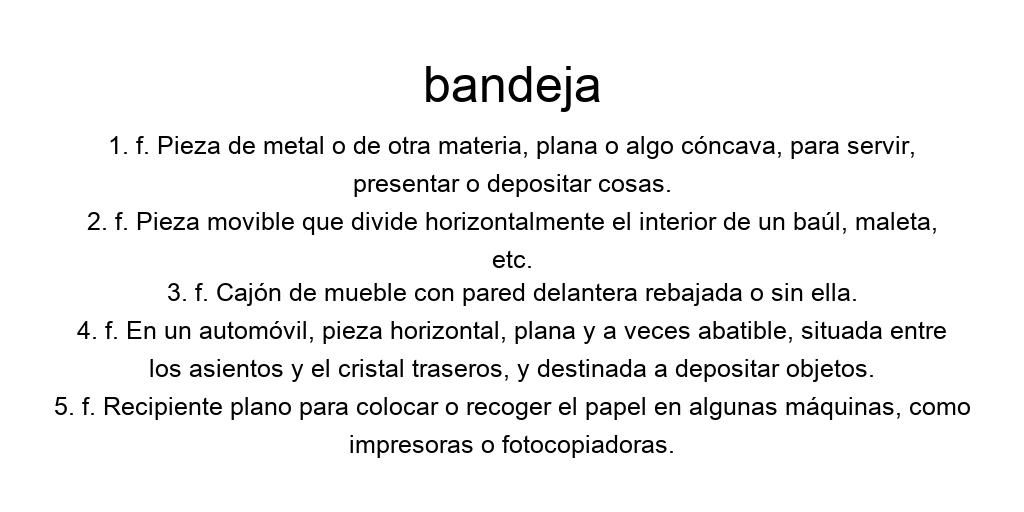 bandeja
1. f. Pieza de metal o de otra materia, plana o algo cóncava, para servir,
presentar o depositar cosas.
2. f. Pieza movible que divide horizontalmente el interior de un baúl, maleta,
etc.
3. f. Cajón de mueble con pared delantera rebajada o sin ella.
4. f. En un automóvil, pieza horizontal, plana y a veces abatible, situada entre
los asientos y el cristal traseros, y destinada a depositar objetos.
5. f. Recipiente plano para colocar o recoger el papel en algunas máquinas, como
impresoras o fotocopiadoras.